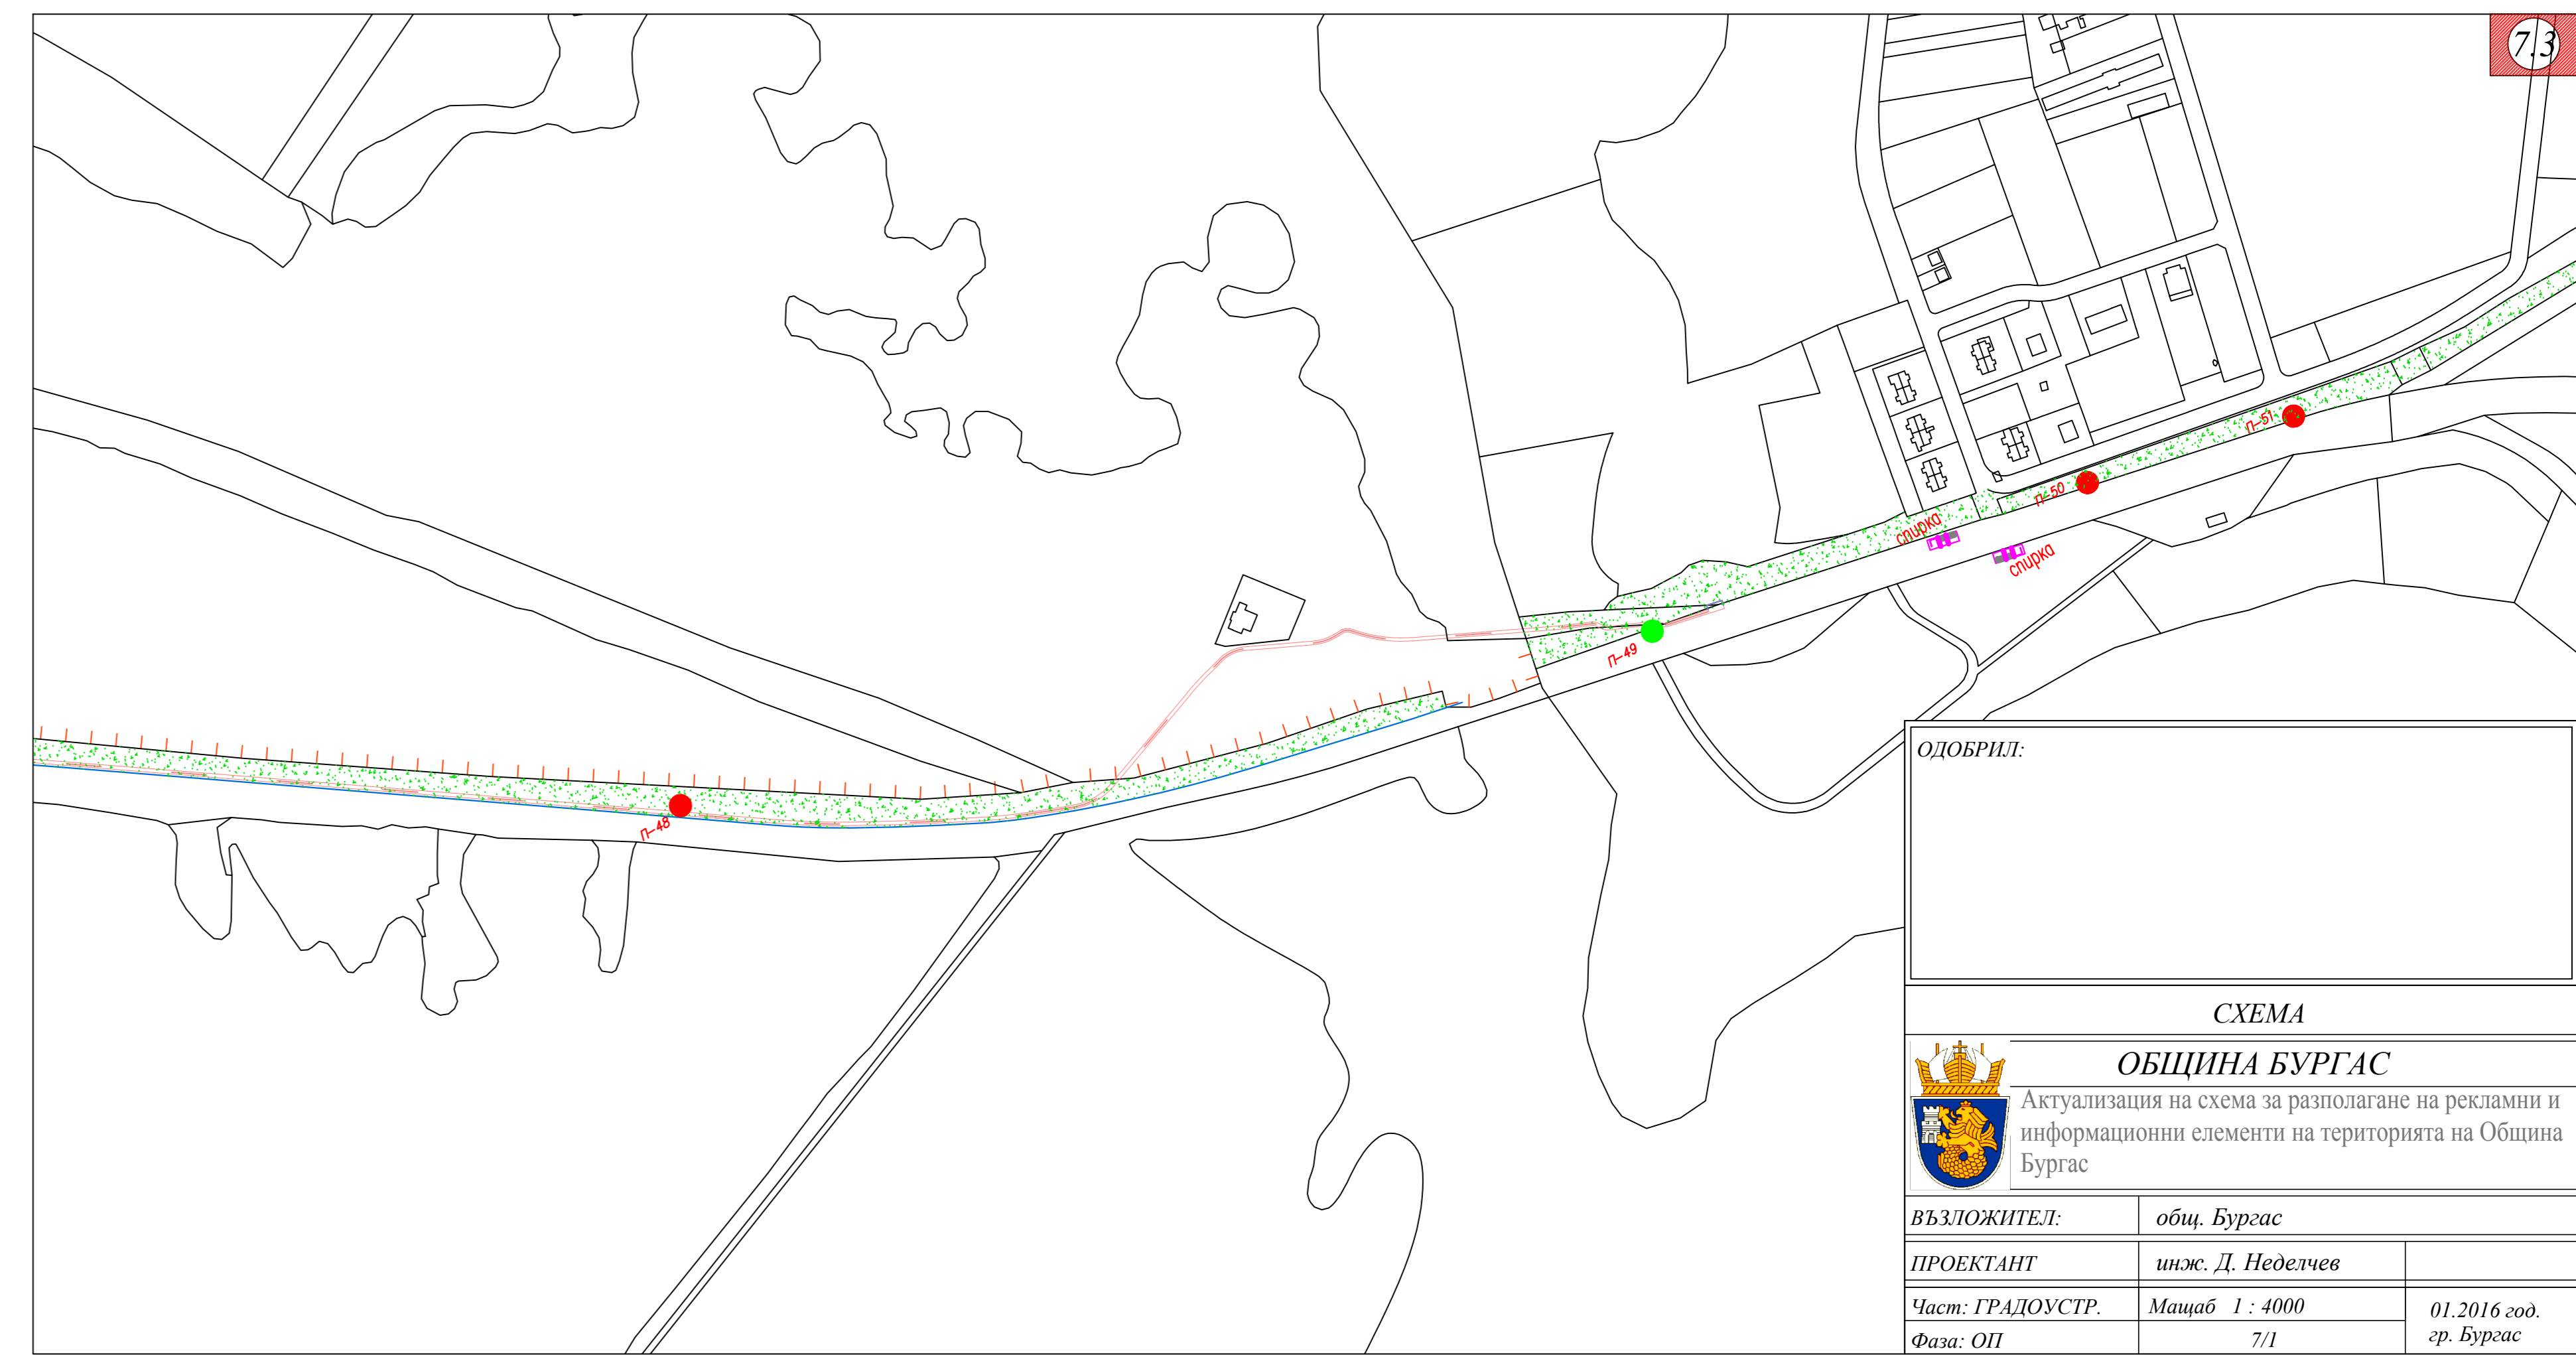 7.3
П-51
П-50
спирка
спирка
П-49
П-48
ОДОБРИЛ:
СХЕМА
ОБЩИНА БУРГАС
Актуализация на схема за разполагане на рекламни и
информационни елементи на територията на Община
Бургас
ВЪЗЛОЖИТЕЛ: общ. Бургас
ПРОЕКТАНТ инж. Д. Неделчев
Част: ГРАДОУСТР. Мащаб 1 : 4000 01.2016 год.
Фаза: ОП 7/1 гр. Бургас